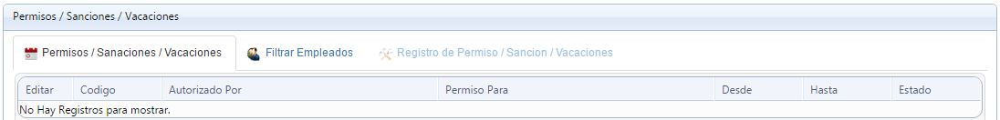 Permisos / Sanciones / Vacaciones
Permisos / Sanaciones / Vacaciones Filtrar Empleados Registro de Permiso / Sancion / Vacaciones
Editar Codigo Autorizado Por Permiso Para Desde Hasta Estado
No Hay Registros para mostrar.